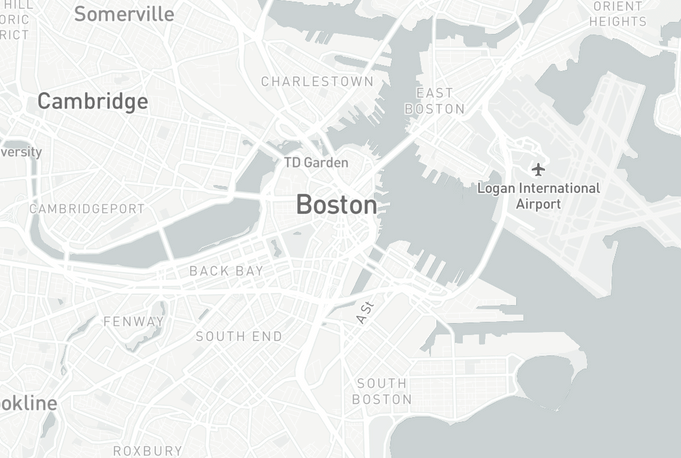 HILL
RIC
RICT
Somerville
ORIENT
HEIGHTS
CHARLESTOWN
EAST
BOSTON
Cambridge
versity
TD Garden
Logan International
Airport
Boston
CAMBRIDGEPORT
BACK BAY
A St
FENWAY
SOUTH END
SOUTH
BOSTON
okline
ROXBURY